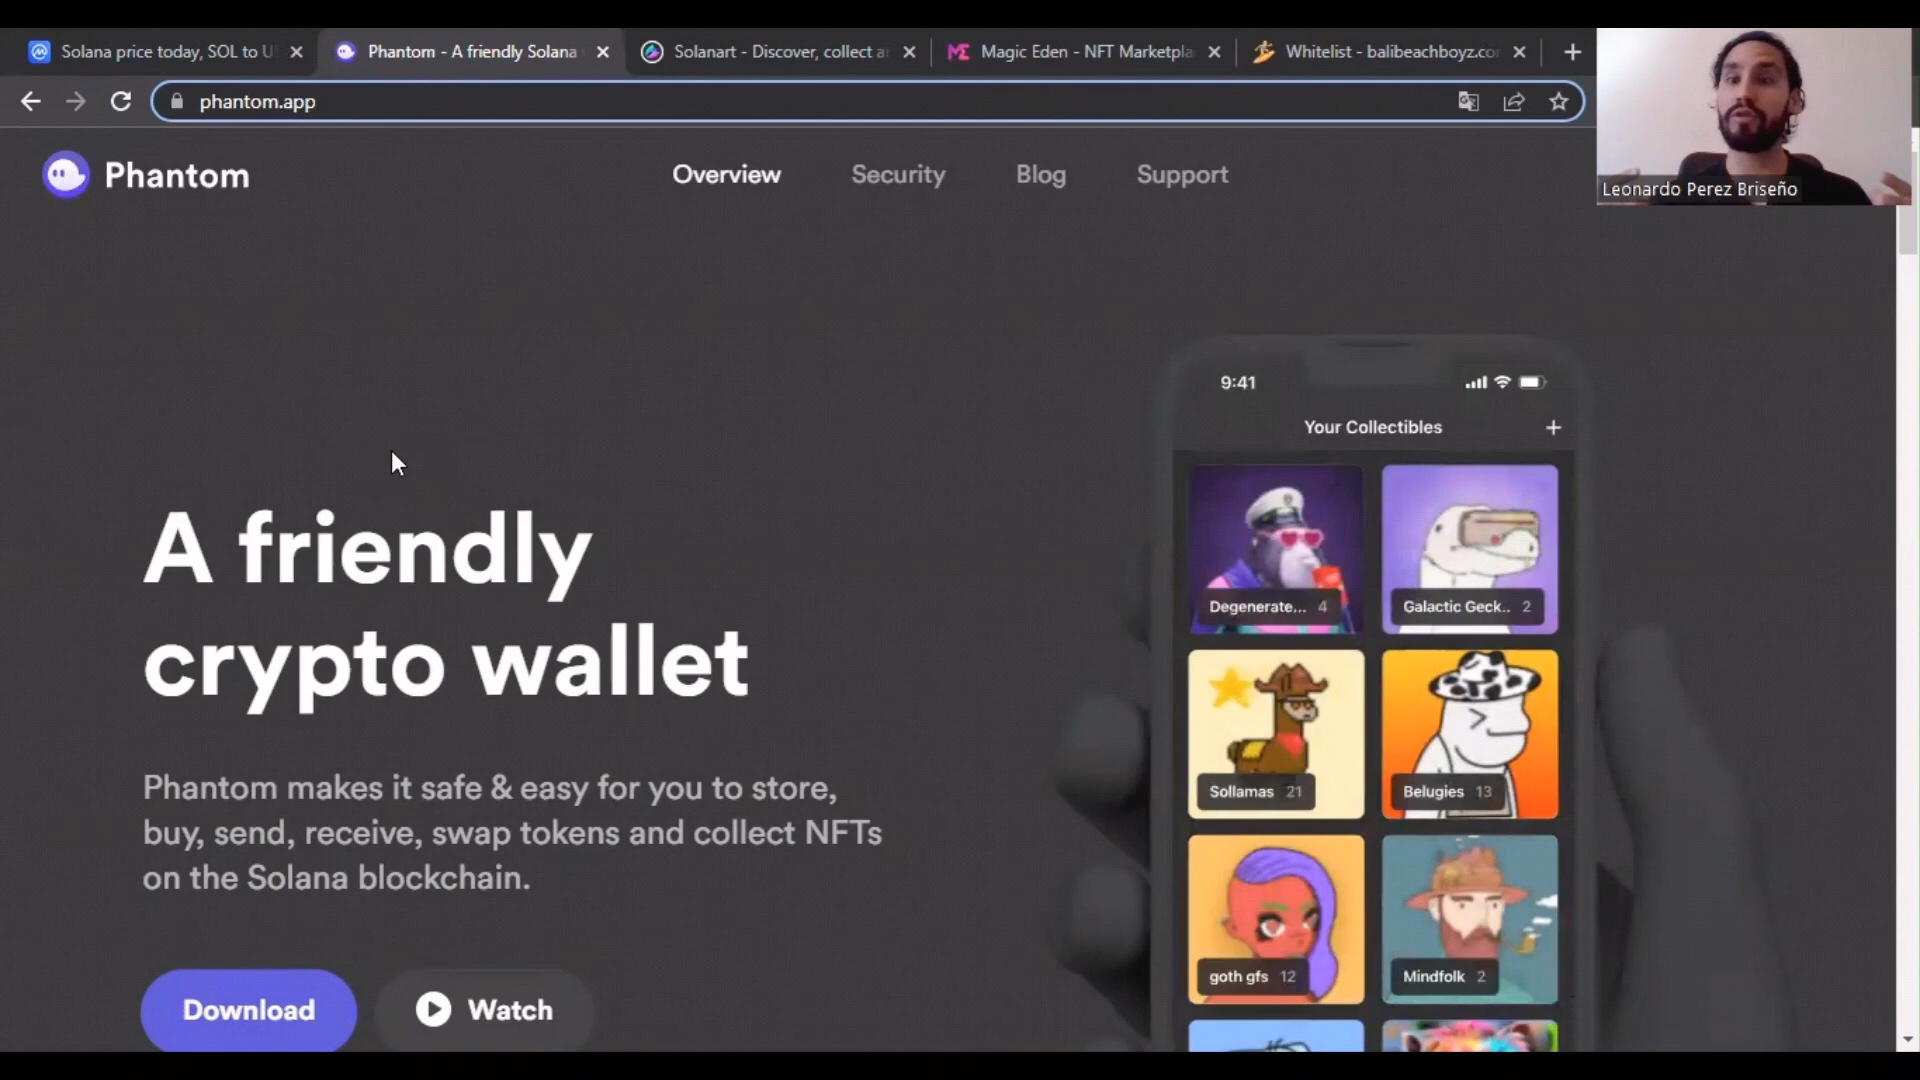 Solana price today, SOL to U
Phantom - A friendly Solana
Solanart - Discover, collect a
Magic Eden - NFT Marketpla
Whitelist - balibeachboyz.co
phantom.app
Leonardo Perez Briseño
Phantom
Overview
Security
Blog
Support
9:41
Your Collectibles
A friendly
crypto wallet
Degenerate... 4
Galactic Geck.. 2
Sollamas 21
Belugies 13
Phantom makes it safe & easy for you to store,
buy, send, receive, swap tokens and collect NFTs
on the Solana blockchain.
goth gfs 12
Mindfolk 2
Download
Watch